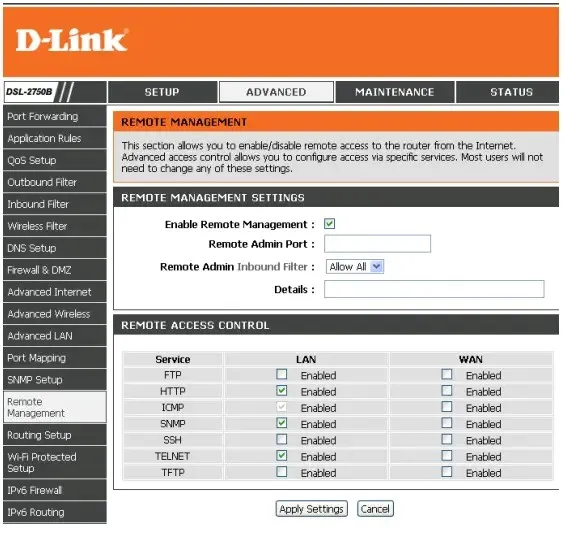 D-Link
DSL-2750B
SETUP
ADVANCED
MAINTENANCE
STATUS
Port Forwarding
Application Rules
QoS Setup
Outbound Filter
Inbound Filter
Wireless Filter
DNS Setup
Firewall & DMZ
Advanced Internet
Advanced Wireless
Advanced LAN
Port Mapping
SNMP Setup
Remote
Management
Routing Setup
Wi-Fi Protected
Setup
IPv6 Firewall
IPv6 Routing
REMOTE MANAGEMENT
This section allows you to enable/disable remote access to the router from the Internet.
Advanced access control allows you to configure access via specific services. Most users will not
need to change any of these settings.
REMOTE MANAGEMENT SETTINGS
Enable Remote Management :
Remote Admin Port :
Remote Admin Inbound Filter : Allow All
Details :
REMOTE ACCESS CONTROL
Service LAN WAN
FTP Enabled Enabled
HTTP Enabled Enabled
ICMP Enabled Enabled
SNMP Enabled Enabled
SSH Enabled Enabled
TELNET Enabled Enabled
TFTP Enabled Enabled
Apply Settings Cancel